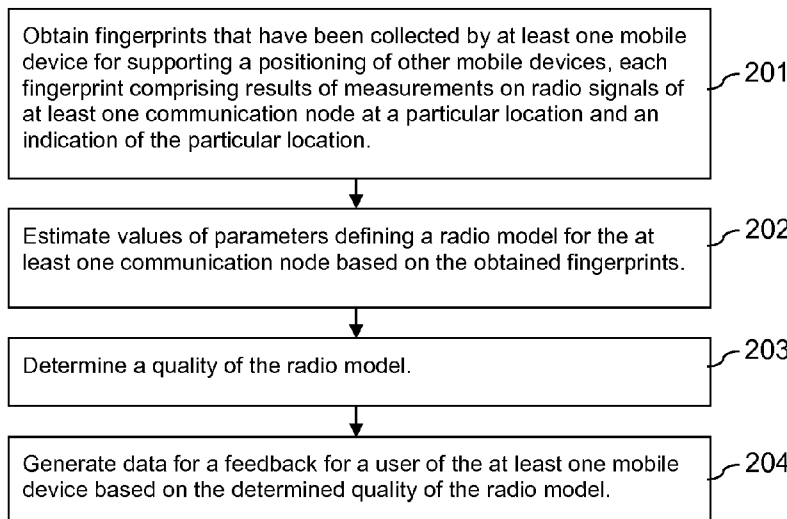 Obtain fingerprints that have been collected by at least one mobile
device for supporting a positioning of other mobile devices, each
fingerprint comprising results of measurements on radio signals of
at least one communication node at a particular location and an
indication of the particular location.
201
Estimate values of parameters defining a radio model for the at
least one communication node based on the obtained fingerprints.
202
Determine a quality of the radio model.
203
Generate data for a feedback for a user of the at least one mobile
device based on the determined quality of the radio model.
204